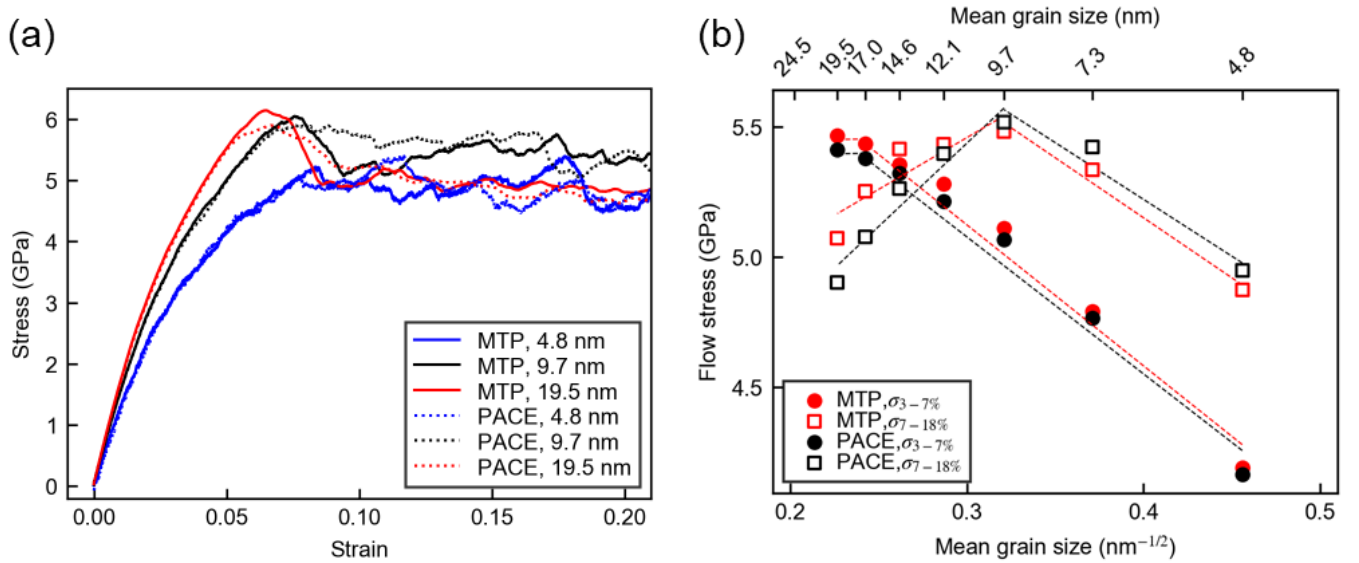 (a)
6
5
4
3
2
1
0
Stress (GPa)
0.00
0.05
0.10
0.15
0.20
Strain
MTP, 4.8 nm
MTP, 9.7 nm
MTP, 19.5 nm
PACE, 4.8 nm
PACE, 9.7 nm
PACE, 19.5 nm
(b)
Mean grain size (nm)
24.5
19.5
17.0
14.6
12.1
9.7
7.3
4.8
5.5
5.0
4.5
Flow stress (GPa)
MTP,σ3−7%
MTP,σ7−18%
PACE,σ3−7%
PACE,σ7−18%
0.2
0.3
0.4
0.5
Mean grain size (nm−1/2)